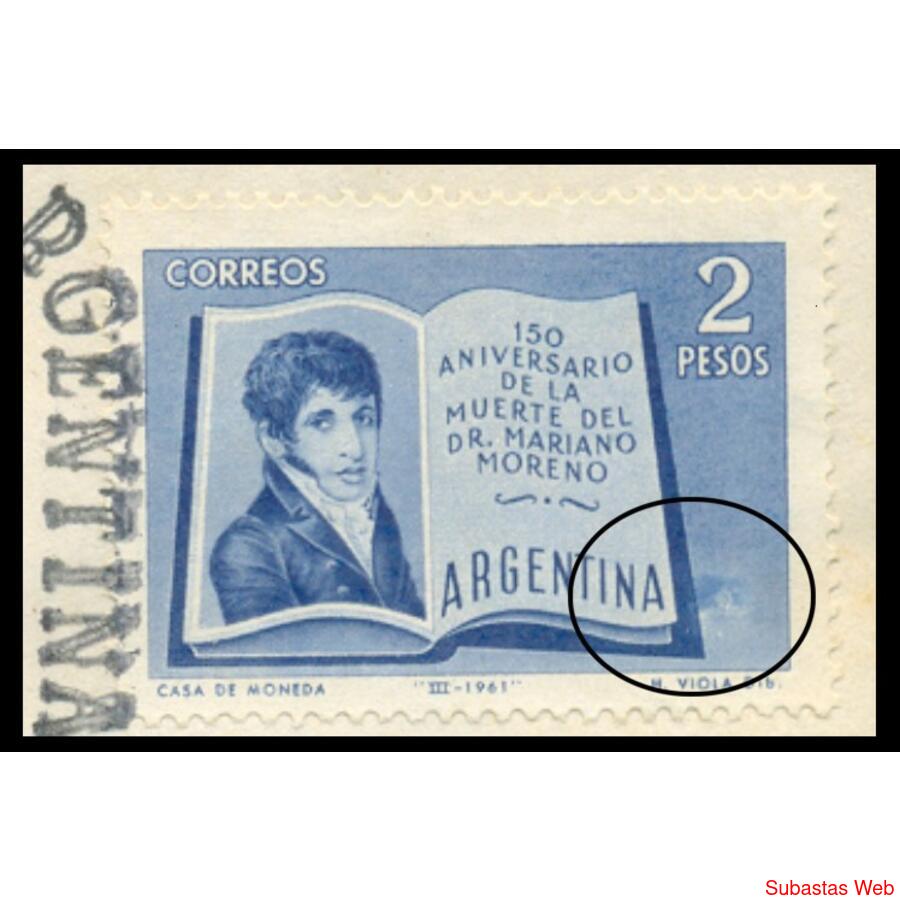 R.GENTINA
CORREOS
2
PESOS
150
ANIVERSARIO
DE LA
MUERTE DEL
DR. MARIANO
MORENO
ARGENTINA
CASA DE MONEDA
"III-1961"
H. VIOLA Dib.
Subastas Web